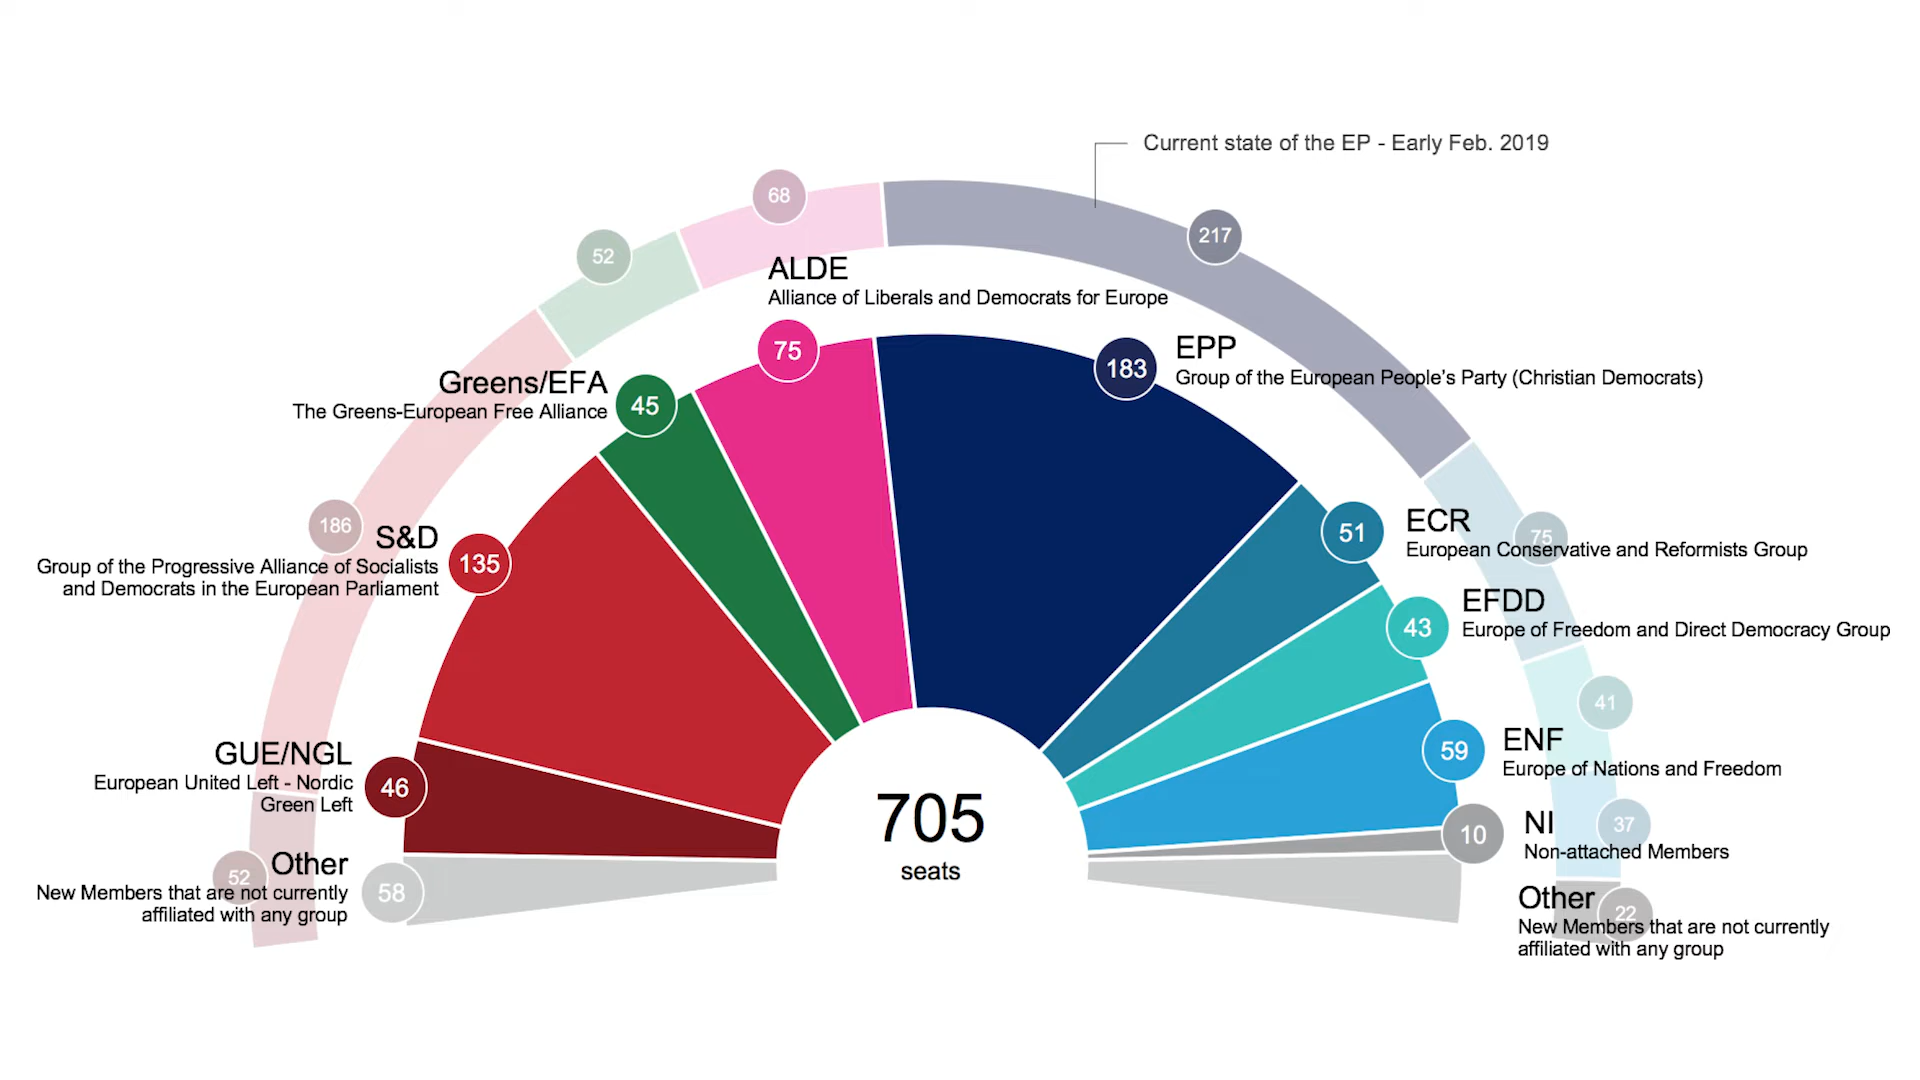 Current state of the EP - Early Feb. 2019
68
217
52
ALDE
Alliance of Liberals and Democrats for Europe
75
EPP
183
Group of the European People's Party (Christian Democrats)
Greens/EFA
The Greens-European Free Alliance
45
186
S&D
Group of the Progressive Alliance of Socialists
and Democrats in the European Parliament
135
51
ECR
European Conservative and Reformists Group
75
EFDD
Europe of Freedom and Direct Democracy Group
43
41
GUE/NGL
European United Left - Nordic
Green Left
46
59
ENF
Europe of Nations and Freedom
705
seats
10
NI
Non-attached Members
37
52
Other
New Members that are not currently
affiliated with any group
58
Other
22
New Members that are not currently
affiliated with any group